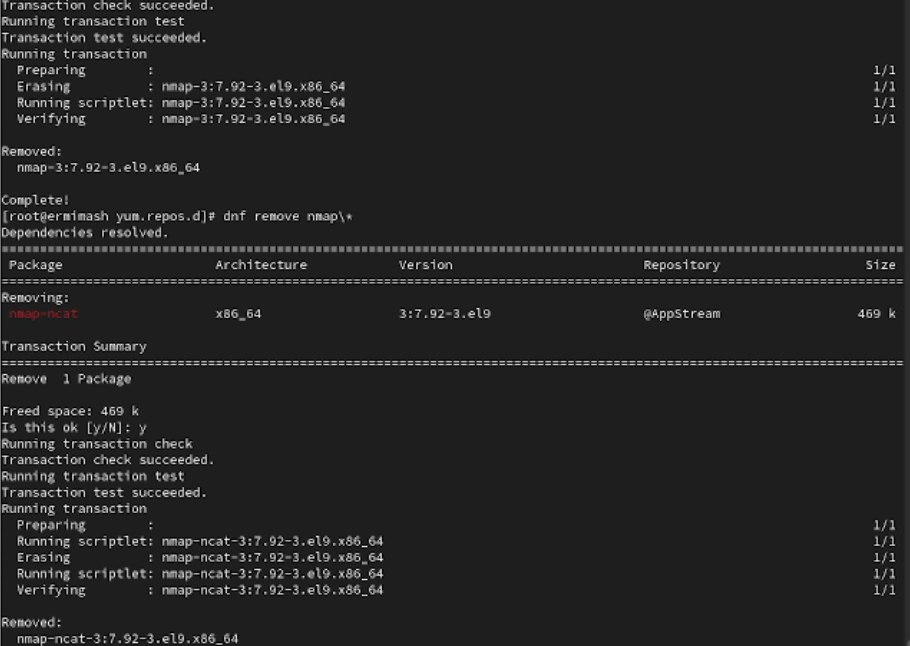 Transaction check succeeded.
Running transaction test
Transaction test succeeded.
Running transaction
  Preparing        :                                                                                           1/1
  Erasing          : nmap-3:7.92-3.el9.x86_64                                                                  1/1
  Running scriptlet: nmap-3:7.92-3.el9.x86_64                                                                  1/1
  Verifying        : nmap-3:7.92-3.el9.x86_64                                                                  1/1

Removed:
  nmap-3:7.92-3.el9.x86_64

Complete!
[root@ermimash yum.repos.d]# dnf remove nmap\*
Dependencies resolved.
================================================================================
 Package                    Architecture            Version                         Repository                   Size
================================================================================
Removing:
 nmap-ncat                  x86_64                  3:7.92-3.el9                    @AppStream                  469 k

Transaction Summary
================================================================================
Remove  1 Package

Freed space: 469 k
Is this ok [y/N]: y
Running transaction check
Transaction check succeeded.
Running transaction test
Transaction test succeeded.
Running transaction
  Preparing        :                                                                                           1/1
  Running scriptlet: nmap-ncat-3:7.92-3.el9.x86_64                                                             1/1
  Erasing          : nmap-ncat-3:7.92-3.el9.x86_64                                                             1/1
  Running scriptlet: nmap-ncat-3:7.92-3.el9.x86_64                                                             1/1
  Verifying        : nmap-ncat-3:7.92-3.el9.x86_64                                                             1/1

Removed:
  nmap-ncat-3:7.92-3.el9.x86_64